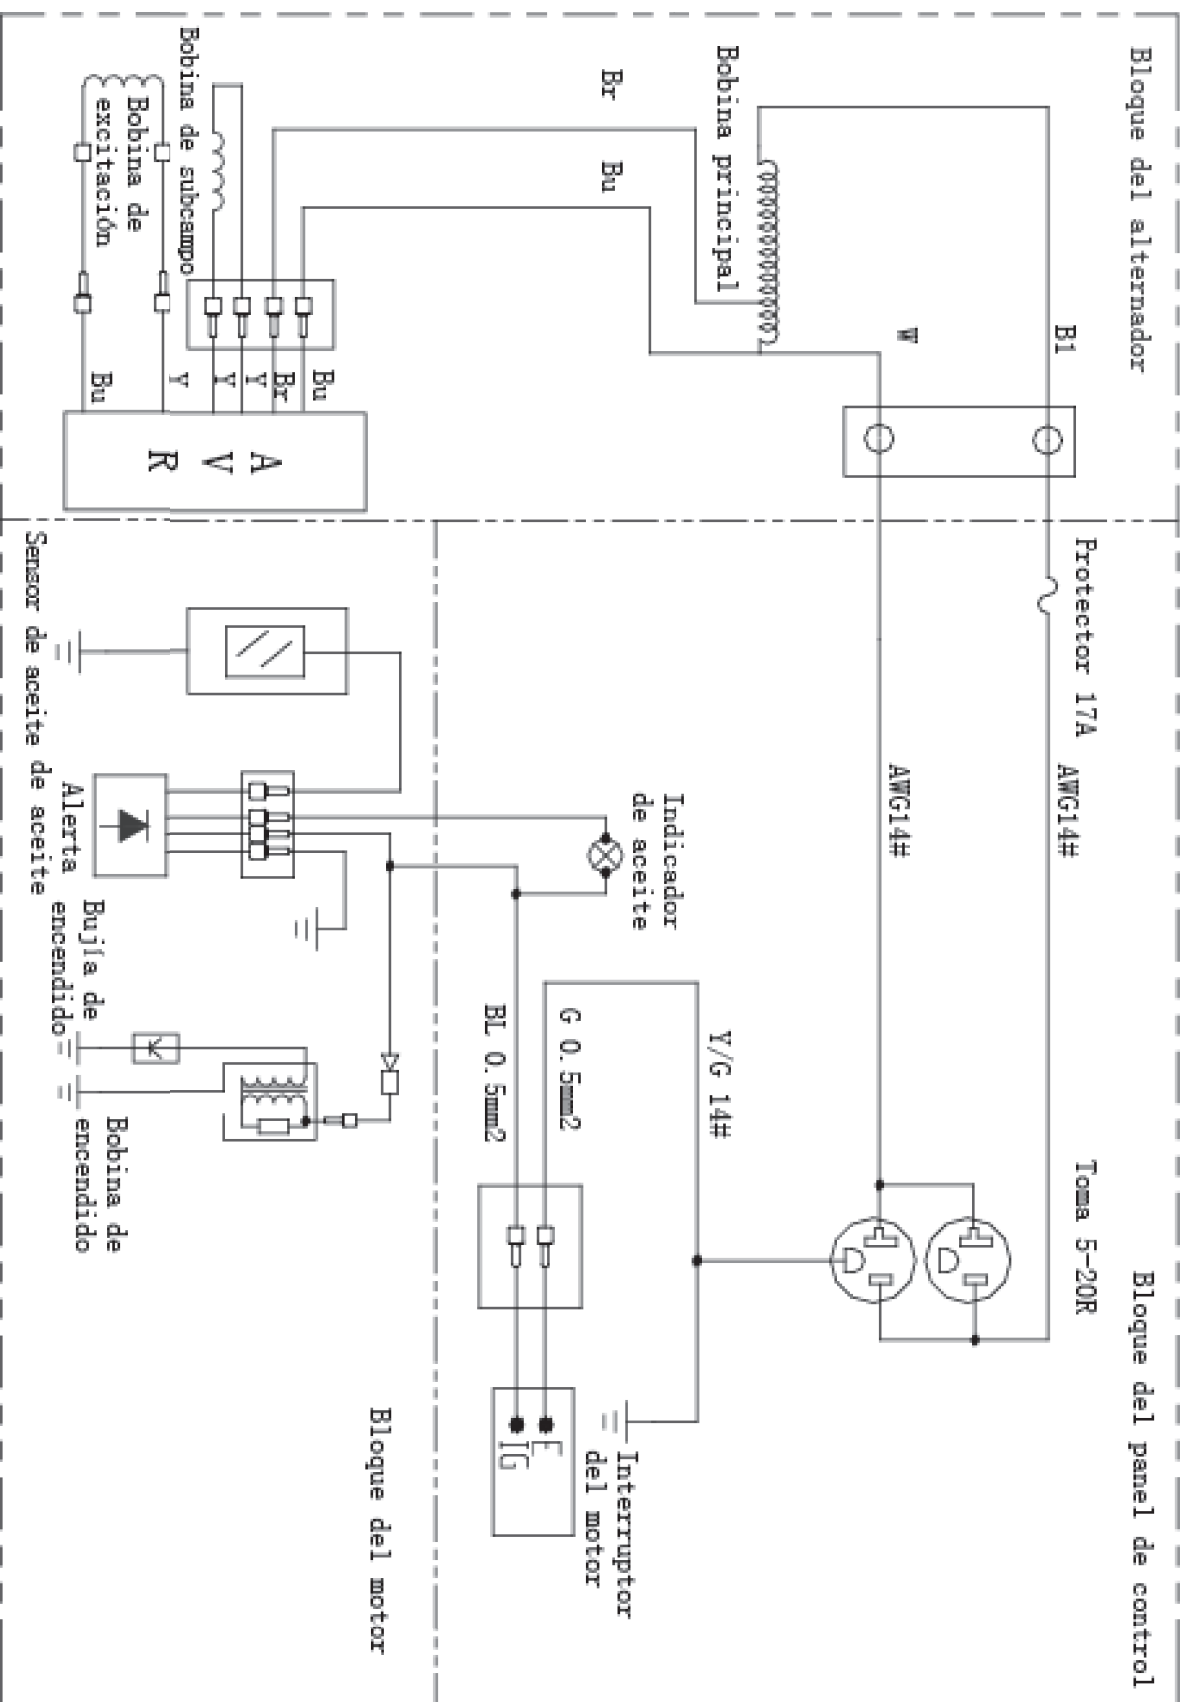 Bloque del alternador
Bloque del panel de control
B1
Protector 17A
AWG14#
Toma 5-20R
W
AWG14#
Bobina principal
Y/G 14#
Indicador
de aceite
Br
Bu
G 0.5mm2
BL 0.5mm2
Interruptor
del motor
E
IG
Bloque del motor
Bobina de subcampo
Bobina de
excitación
Bu
Br
Y
Y
Y
Bu
A
V
R
Sensor de aceite de aceite
Alerta
Bujía de
encendido
Bobina de
encendido